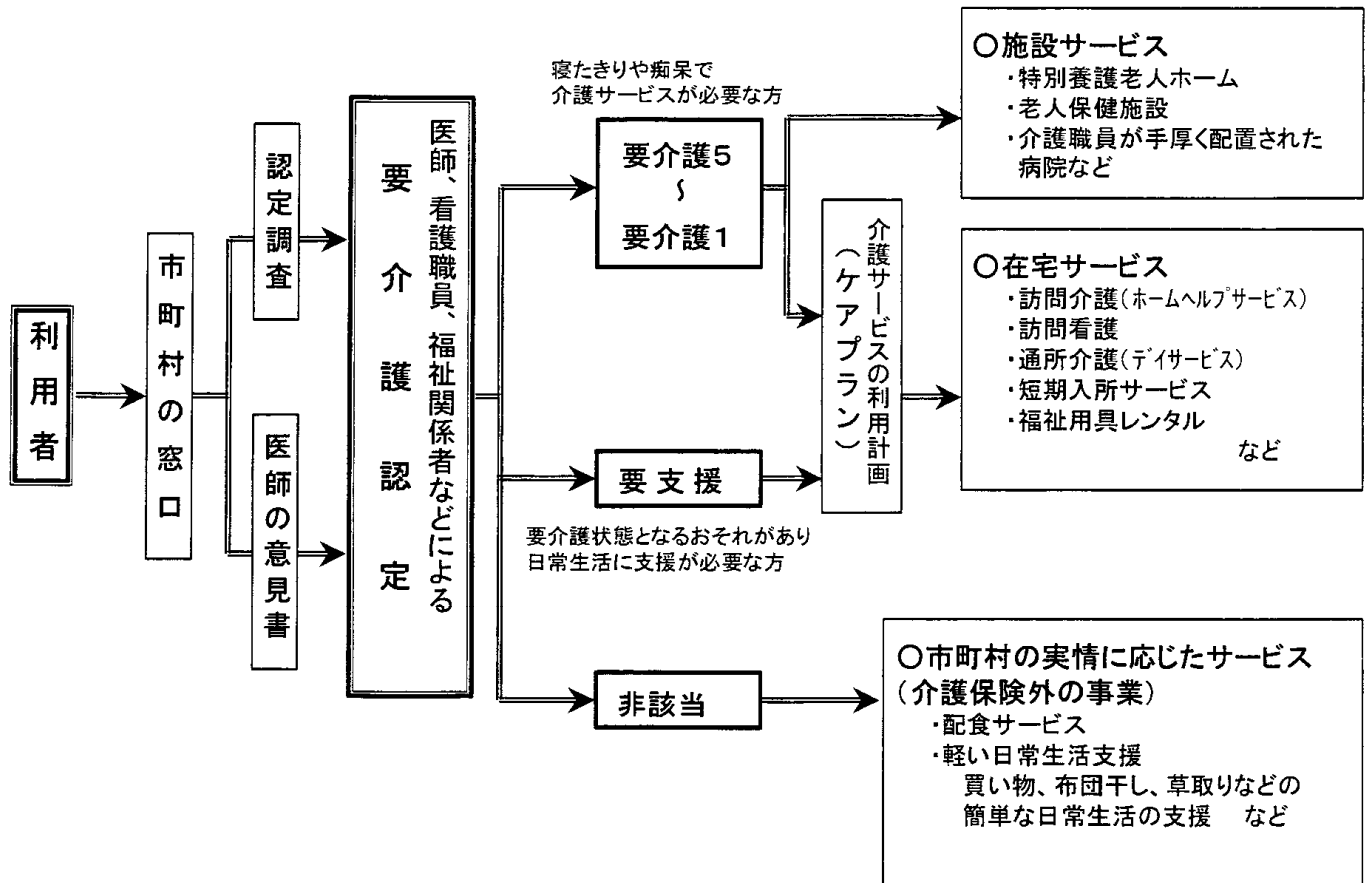 利用者
市町村の窓口
認定調査
医師の意見書
要介護認定
医師、看護職員、福祉関係者などによる
寝たきりや痴呆で
介護サービスが必要な方
要介護5
～
要介護1
要支援
要介護状態となるおそれがあり
日常生活に支援が必要な方
非該当
介護サービスの利用計画
(ケアプラン)
○施設サービス
・特別養護老人ホーム
・老人保健施設
・介護職員が手厚く配置された
病院など
○在宅サービス
・訪問介護(ホームヘルプサービス)
・訪問看護
・通所介護(デイサービス)
・短期入所サービス
・福祉用具レンタル
など
○市町村の実情に応じたサービス
(介護保険外の事業)
・配食サービス
・軽い日常生活支援
買い物、布団干し、草取りなどの
簡単な日常生活の支援　など